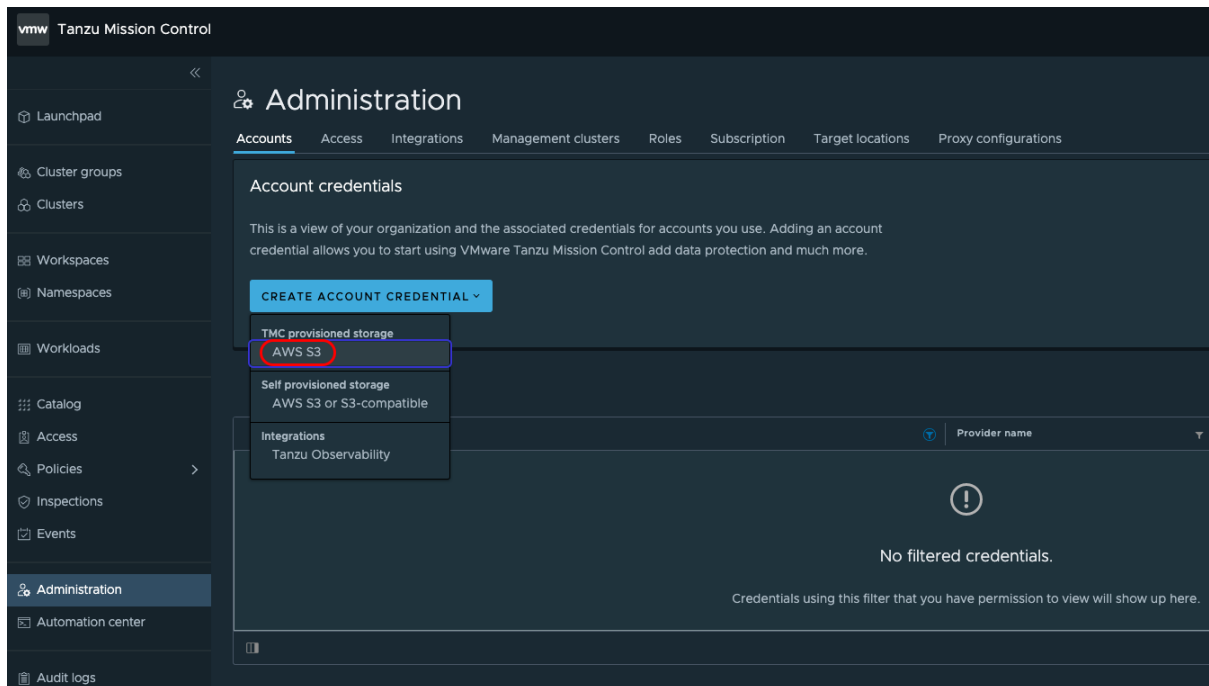 vmw Tanzu Mission Control
Launchpad
Cluster groups
Clusters
Workspaces
Namespaces
Workloads
Catalog
Access
Policies
Inspections
Events
Administration
Automation center
Audit logs
Administration
Accounts Access Integrations Management clusters Roles Subscription Target locations Proxy configurations
Account credentials
This is a view of your organization and the associated credentials for accounts you use. Adding an account
credential allows you to start using VMware Tanzu Mission Control add data protection and much more.
CREATE ACCOUNT CREDENTIAL
TMC provisioned storage
AWS S3
Self provisioned storage
AWS S3 or S3-compatible
Integrations
Tanzu Observability
Provider name
No filtered credentials.
Credentials using this filter that you have permission to view will show up here.